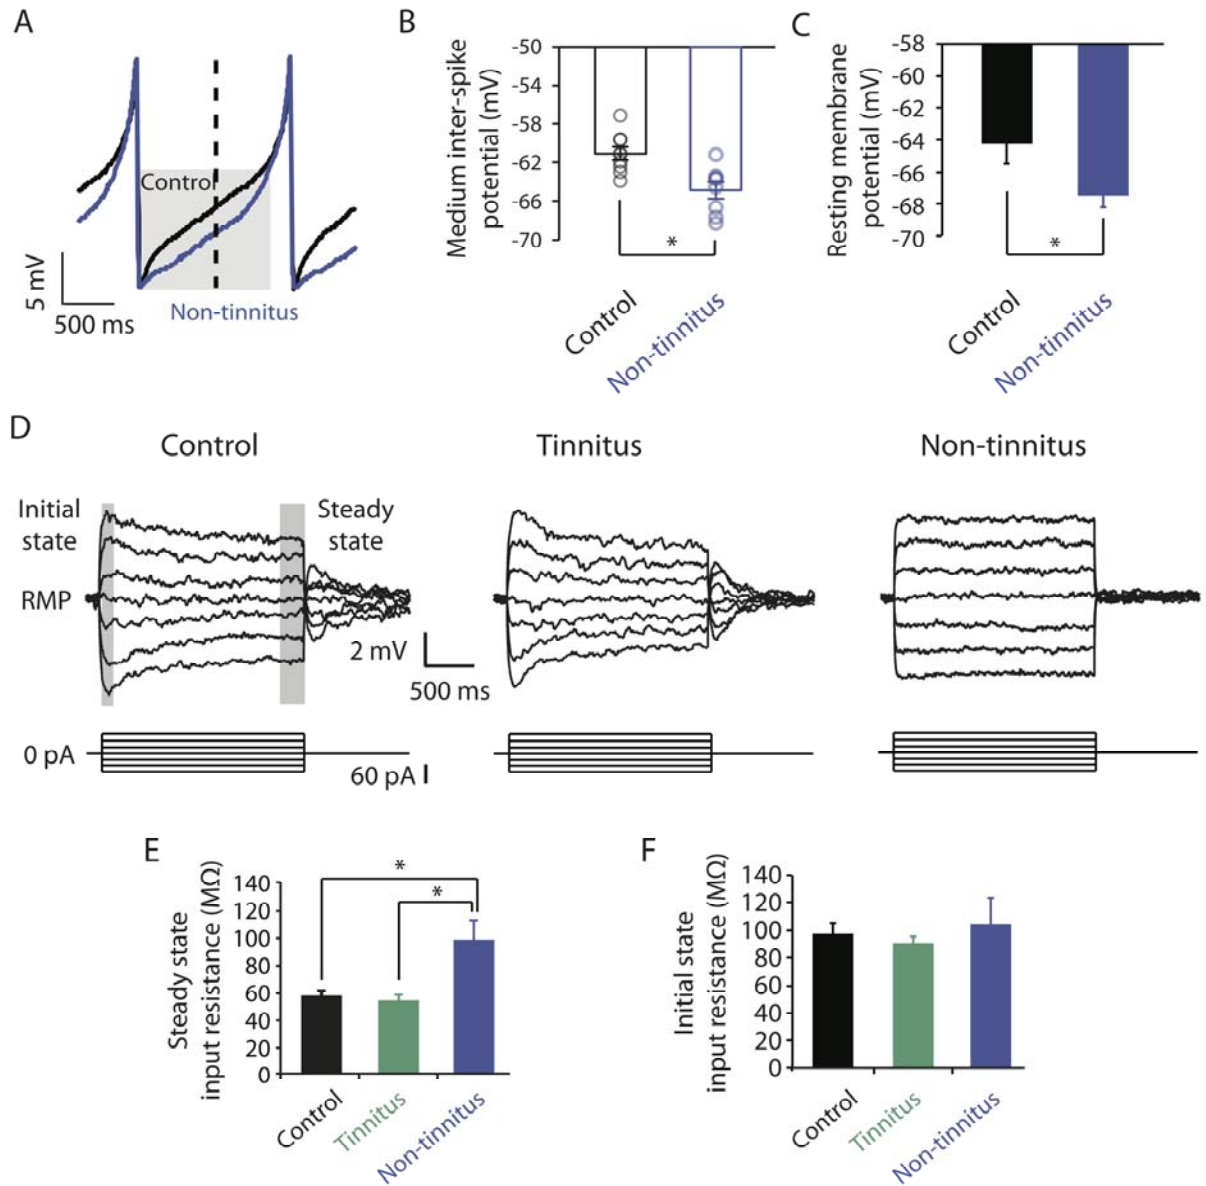 A
Control
5 mV
500 ms
Non-tinnitus
B
Medium inter-spike
potential (mV)
-50
-54
-58
-62
-66
-70
*
Control
Non-tinnitus
C
Resting membrane
potential (mV)
-58
-60
-62
-64
-66
-68
-70
*
Control
Non-tinnitus
D
Control
Tinnitus
Non-tinnitus
Initial
state
Steady
state
RMP
2 mV
500 ms
0 pA
60 pA
E
Steady state
input resistance (MΩ)
140
120
100
80
60
40
20
0
*
*
Control
Tinnitus
Non-tinnitus
F
Initial state
input resistance (MΩ)
140
120
100
80
60
40
20
0
Control
Tinnitus
Non-tinnitus